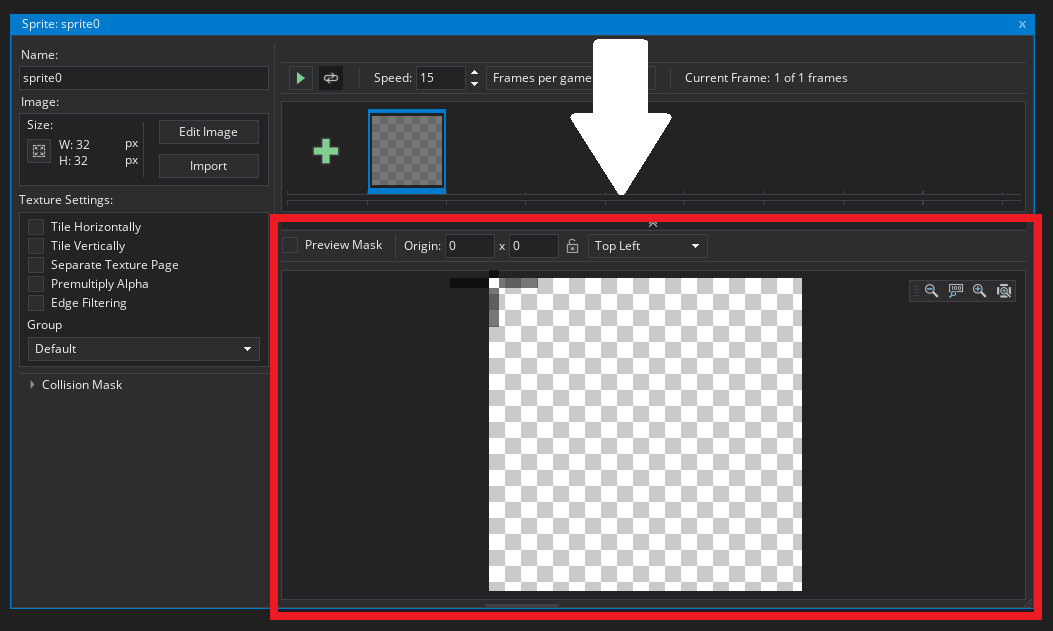 Sprite: sprite0
x
Name:
sprite0
Image:
Size:
W: 32 px
H: 32 px
Edit Image
Import
Texture Settings:
Tile Horizontally
Tile Vertically
Separate Texture Page
Premultiply Alpha
Edge Filtering
Group
Default
Collision Mask
Speed: 15 Frames per game
Current Frame: 1 of 1 frames
Preview Mask Origin: 0 x 0 Top Left
100